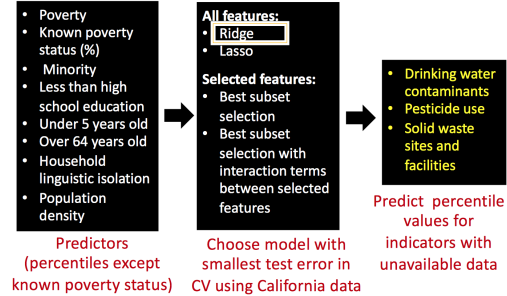 Poverty
Known poverty
status (%)
Minority
Less than high
school education
Under 5 years old
Over 64 years old
Household
linguistic isolation
Population
density
Predictors
(percentiles except
known poverty status)
All features:
Ridge
Lasso
Selected features:
Best subset
selection
Best subset
selection with
interaction terms
between selected
features
Choose model with
smallest test error in
CV using California data
Drinking water
contaminants
Pesticide use
Solid waste
sites and
facilities
Predict percentile
values for
indicators with
unavailable data